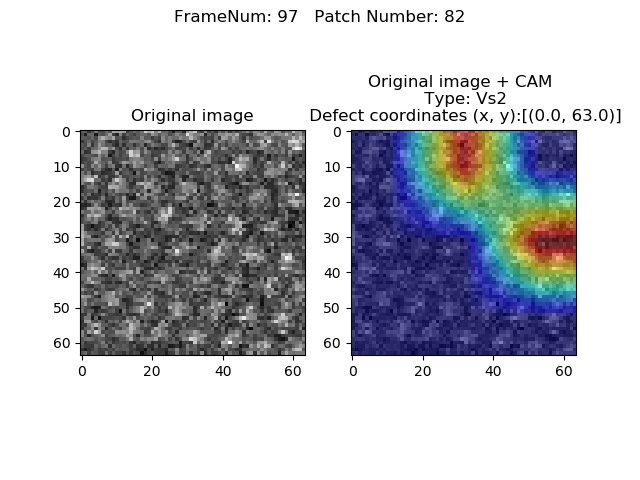 FrameNum: 97   Patch Number: 82
Original image
0
10
20
30
40
50
60
0 20 40 60
Original image + CAM
Type: Vs2
Defect coordinates (x, y):[(0.0, 63.0)]
0
10
20
30
40
50
60
0 20 40 60